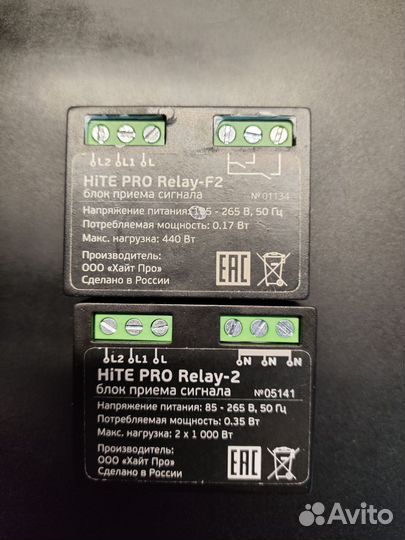 L2 L1 L
HiTE PRO Relay-F2
блок приема сигнала №01134
Напряжение питания: 185 - 265 В, 50 Гц
Потребляемая мощность: 0.17 Вт
Макс. нагрузка: 440 Вт
Производитель:
ООО «Хайт Про»
Сделано в России
EAC
L2 L1 L N N N
HiTE PRO Relay-2
блок приема сигнала №05141
Напряжение питания: 85 - 265 В, 50 Гц
Потребляемая мощность: 0.35 Вт
Макс. нагрузка: 2 x 1 000 Вт
Производитель:
ООО «Хайт Про»
Сделано в России
EAC
Avito